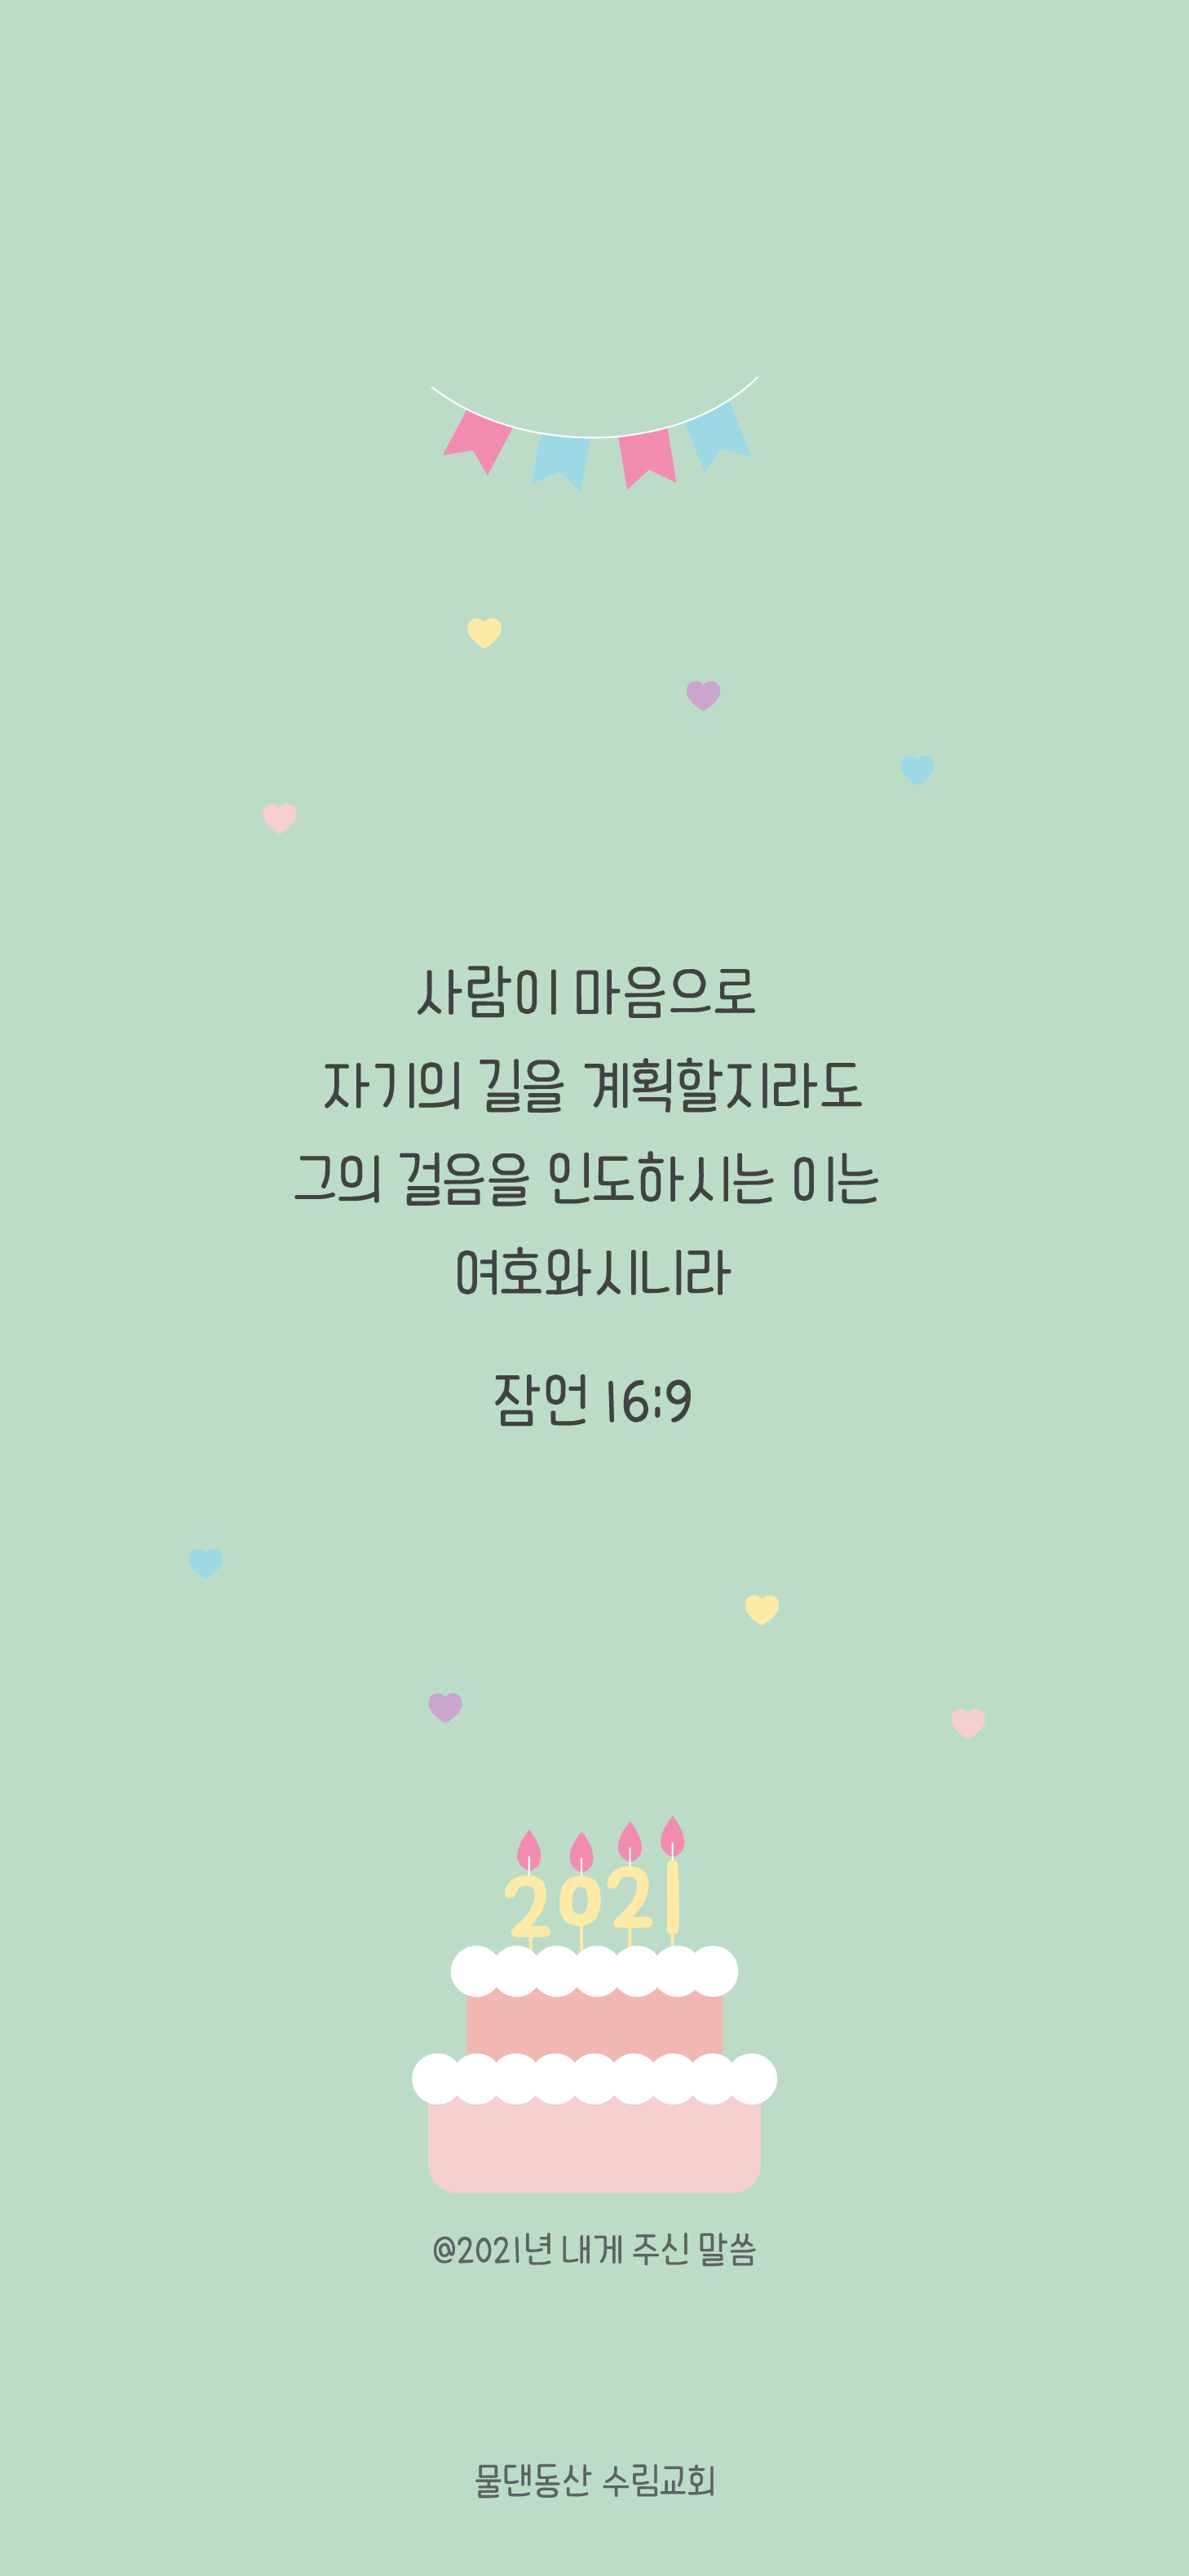 사람이 마음으로
자기의 길을 계획할지라도
그의 걸음을 인도하시는 이는
여호와시니라
잠언 16:9
2021
@2021년 내게 주신 말씀
물댄동산 수림교회